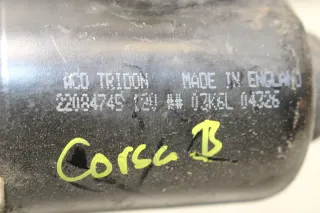 ACO TRIDON MADE IN ENGLAND
22084745 12V ## 03K6L 04326
Corsa B